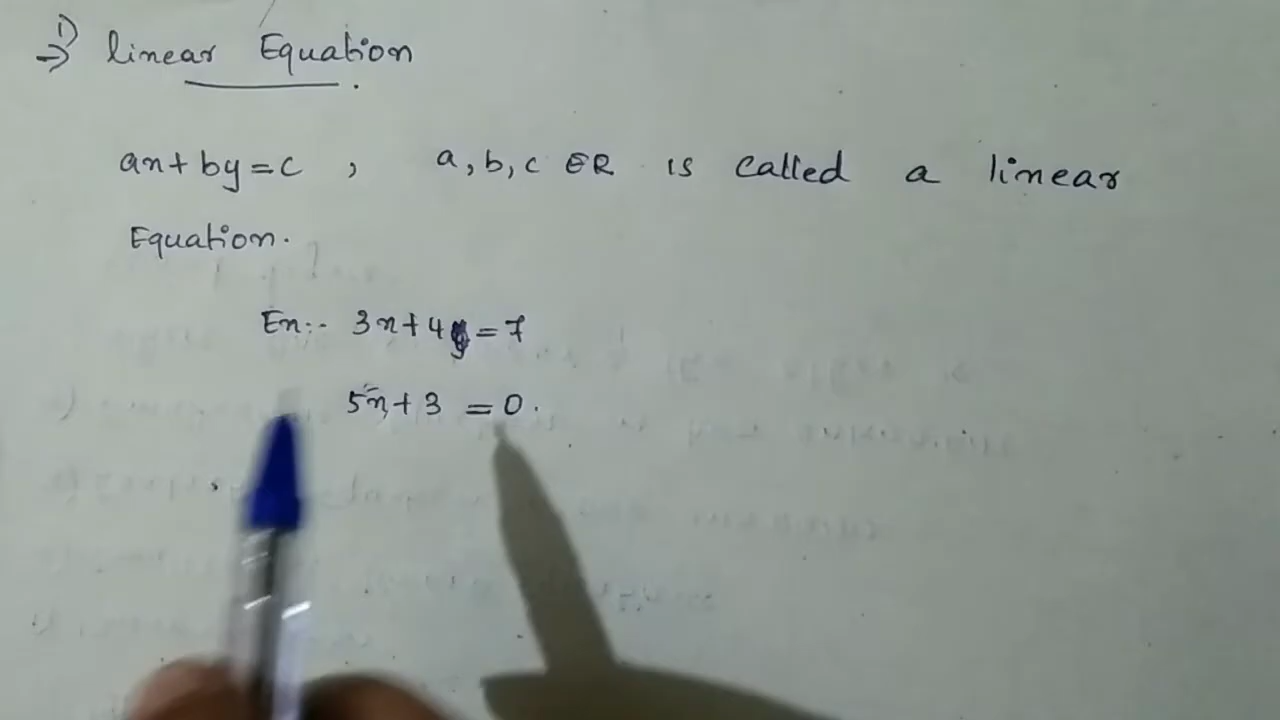 ⇒ 1) linear Equation.
ax+by=c , a,b,c ∈R is called a linear
Equation.
Ex:- 3x+4y=7
5x+3 =0.